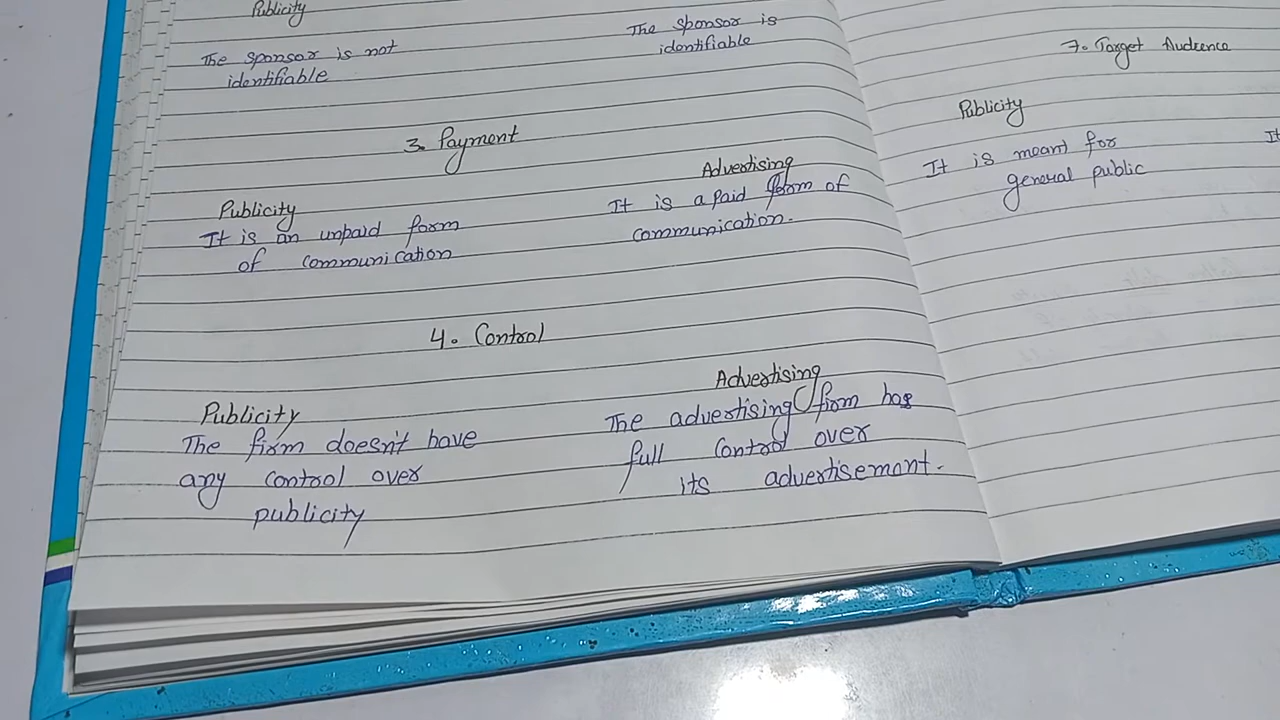 Publicity
The sponsor is not
identifiable
The sponsor is
identifiable
3. Payment
Publicity
It is an unpaid form
of communication
Advertising
It is a paid form of
communication.
4. Control
Publicity
The firm doesn't have
any control over
publicity
Advertising
The advertising firm has
full control over
its advertisement.
7. Target Audience
Publicity
It is meant for
general public
It